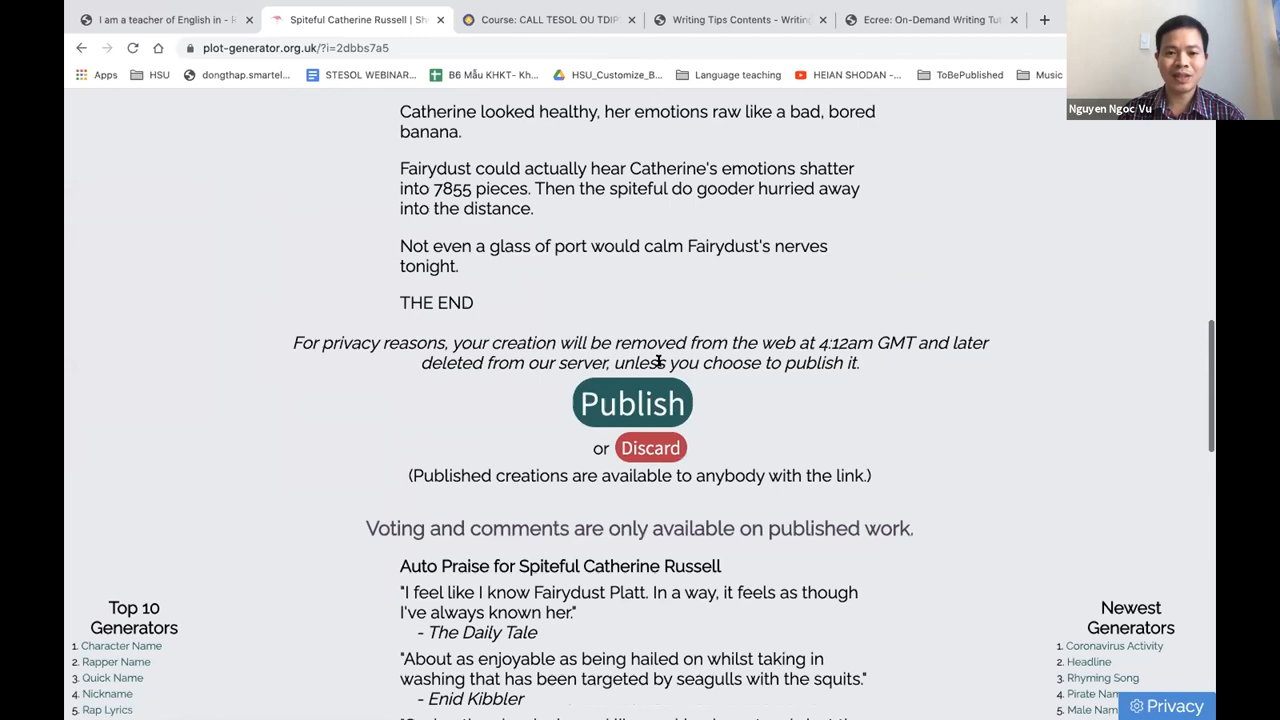 I am a teacher of English in - R
Spiteful Catherine Russell | Sh
Course: CALL TESOL OU TDIP
Writing Tips Contents - Writing
Ecree: On-Demand Writing Tut
plot-generator.org.uk/?i=2dbbs7a5
Apps
HSU
dongthap.smartel...
STESOL WEBINAR...
B6 Mẫu KHKT- Kh...
HSU_Customize_B...
Language teaching
HEIAN SHODAN -...
ToBePublished
Music
Nguyen Ngoc Vu
Catherine looked healthy, her emotions raw like a bad, bored
banana.
Fairydust could actually hear Catherine's emotions shatter
into 7855 pieces. Then the spiteful do gooder hurried away
into the distance.
Not even a glass of port would calm Fairydust's nerves
tonight.
THE END
For privacy reasons, your creation will be removed from the web at 4:12am GMT and later
deleted from our server, unless you choose to publish it.
Publish
or Discard
(Published creations are available to anybody with the link.)
Voting and comments are only available on published work.
Auto Praise for Spiteful Catherine Russell
"I feel like I know Fairydust Platt. In a way, it feels as though
I've always known her."
- The Daily Tale
"About as enjoyable as being hailed on whilst taking in
washing that has been targeted by seagulls with the squits."
- Enid Kibbler
Top 10
Generators
1. Character Name
2. Rapper Name
3. Quick Name
4. Nickname
5. Rap Lyrics
Newest
Generators
1. Coronavirus Activity
2. Headline
3. Rhyming Song
4. Pirate Nam
5. Male Nam
Privacy